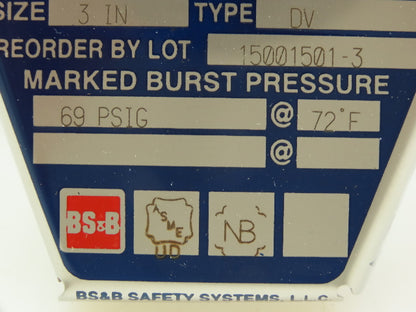 SIZE 3 IN TYPE DV
REORDER BY LOT 15001501-3
MARKED BURST PRESSURE
69 PSIG @ 72°F
@
BS&B ASME UD NB
BS&B SAFETY SYSTEMS, L.L.C.